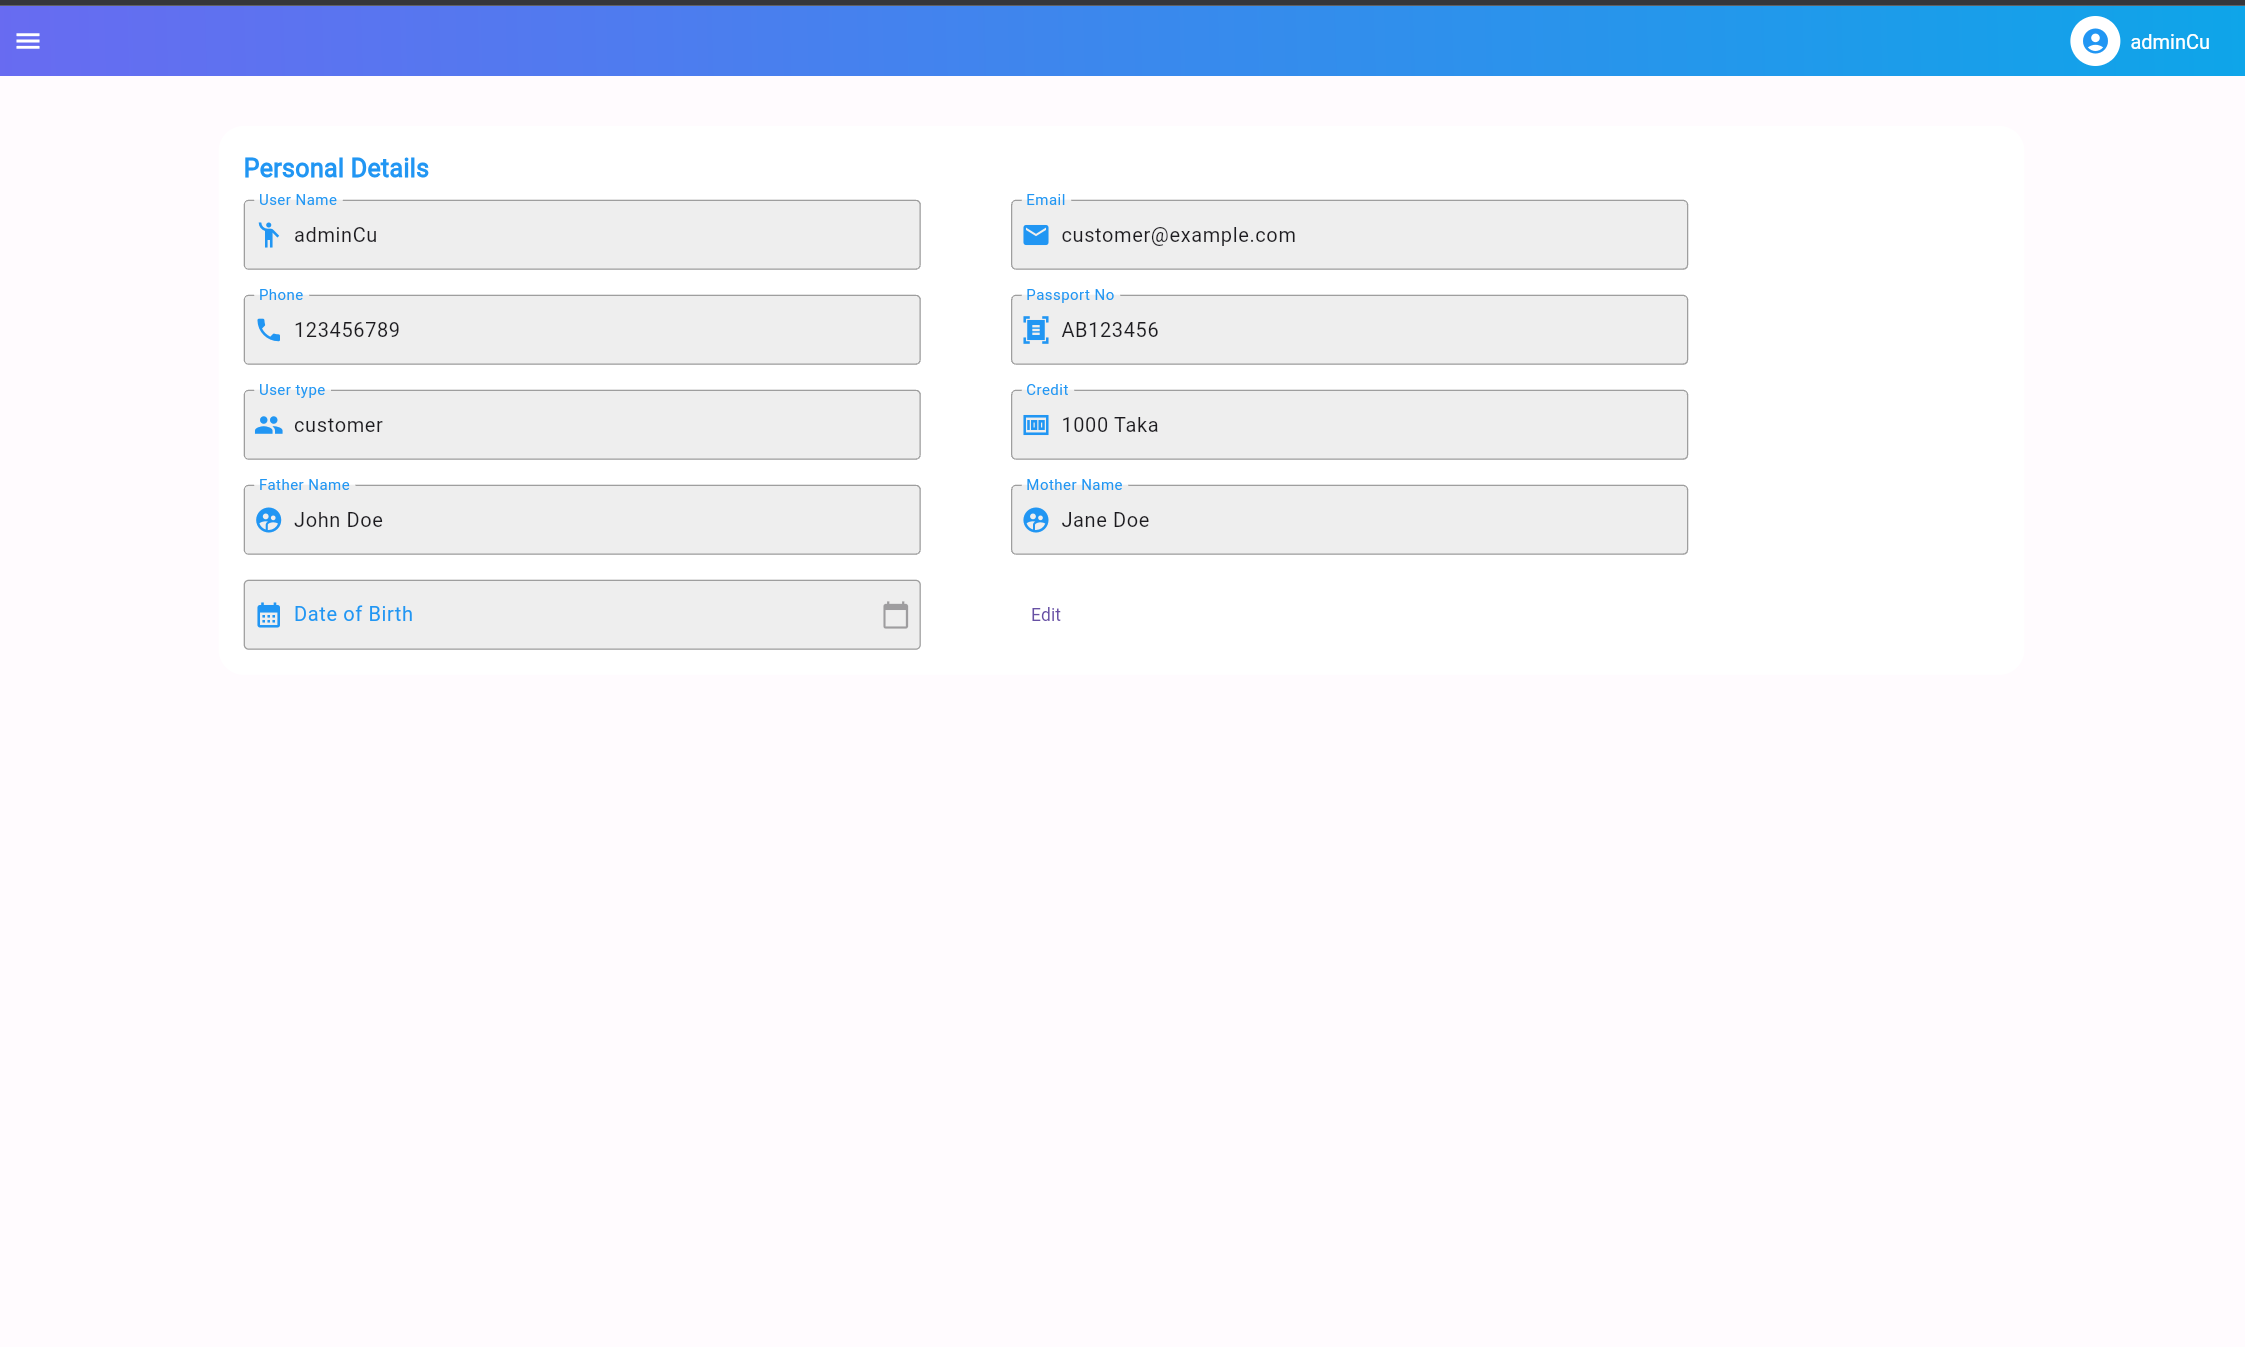 adminCu
Personal Details
User Name
adminCu
Email
customer@example.com
Phone
123456789
Passport No
AB123456
User type
customer
Credit
1000 Taka
Father Name
John Doe
Mother Name
Jane Doe
Date of Birth
Edit